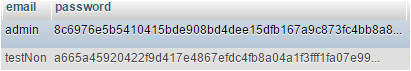 email password
admin 8c6976e5b5410415bde908bd4dee15dfb167a9c873fc4bb8a8...
testNon a665a45920422f9d417e4867efdc4fb8a04a1f3fff1fa07e99...